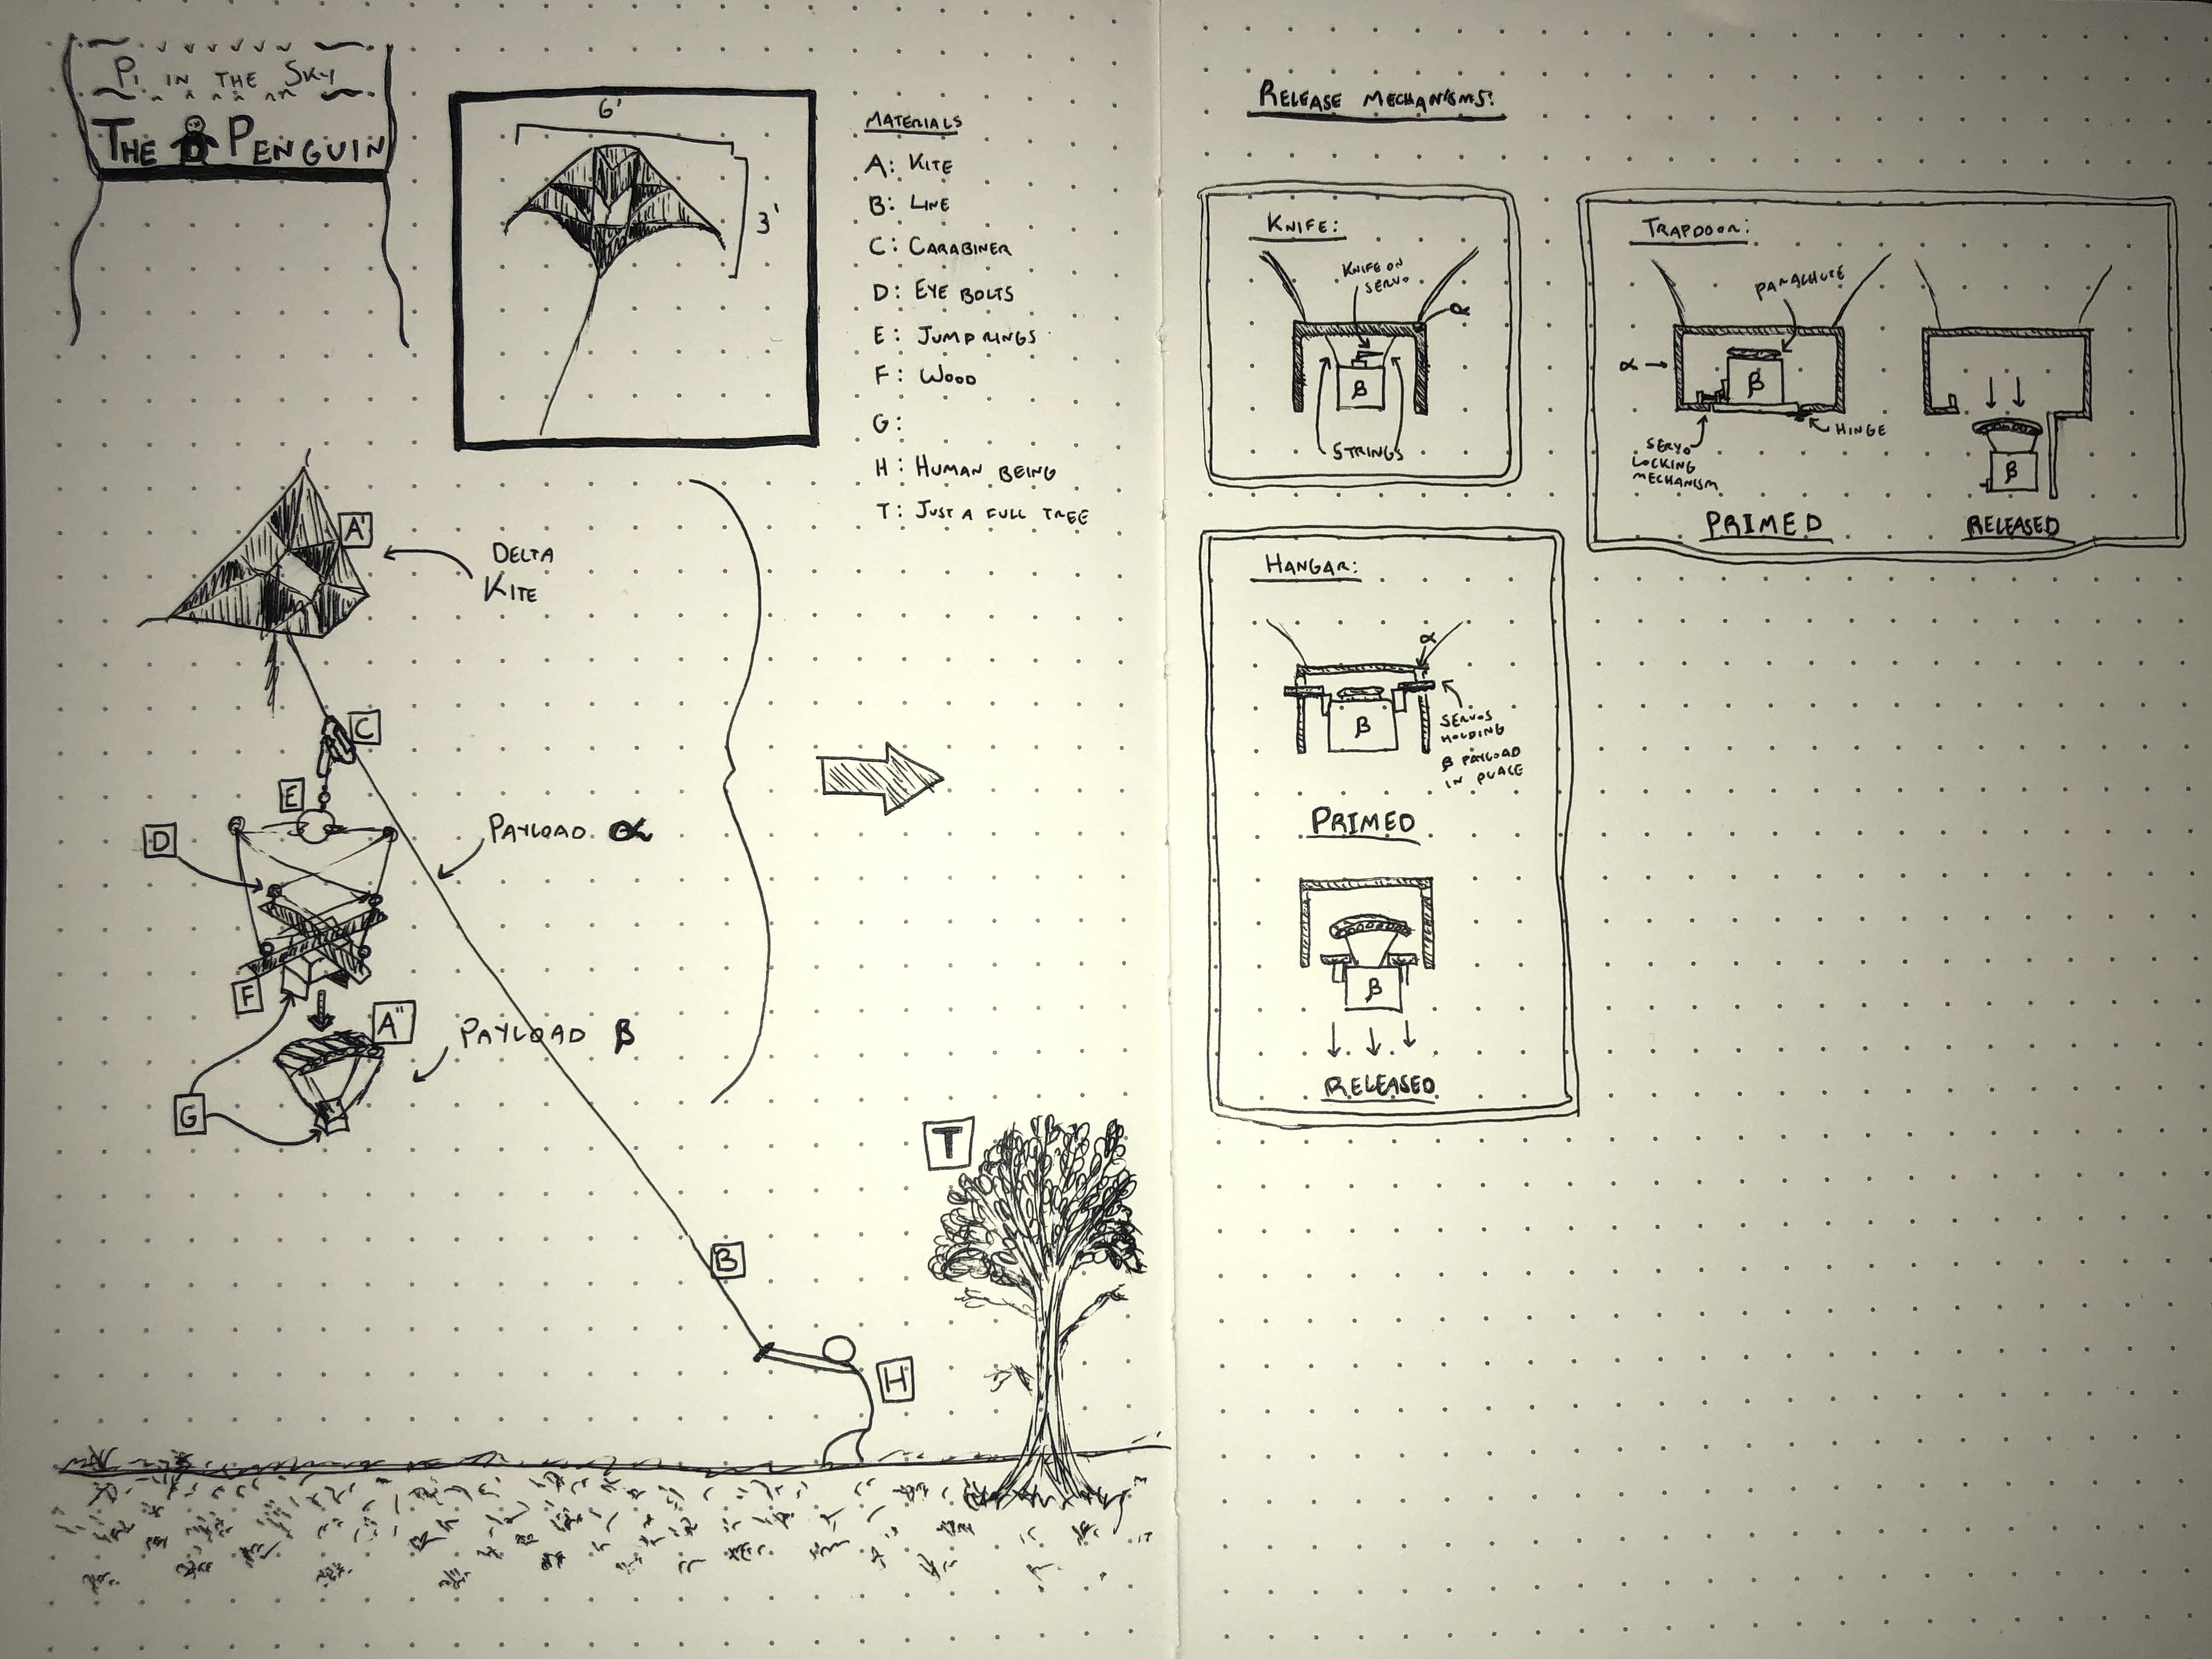 PI IN THE SKY
THE PENGUIN
6'
3'
MATERIALS
A: KITE
B: LINE
C: CARABINER
D: EYE BOLTS
E: JUMP RINGS
F: WOOD
G:
H: HUMAN BEING
T: JUST A FULL TREE
A'
DELTA
KITE
C
E
D
PAYLOAD α
F
A"
PAYLOAD β
G
T
B
H
RELEASE MECHANISMS:
KNIFE:
KNIFE ON
SERVO
α
β
STRINGS
TRAPDOOR:
PARACHUTE
α
β
HINGE
SERVO
LOCKING
MECHANISM
PRIMED
β
RELEASED
HANGAR:
α
β
SERVOS
HOLDING
β PAYLOAD
IN PLACE
PRIMED
β
RELEASED